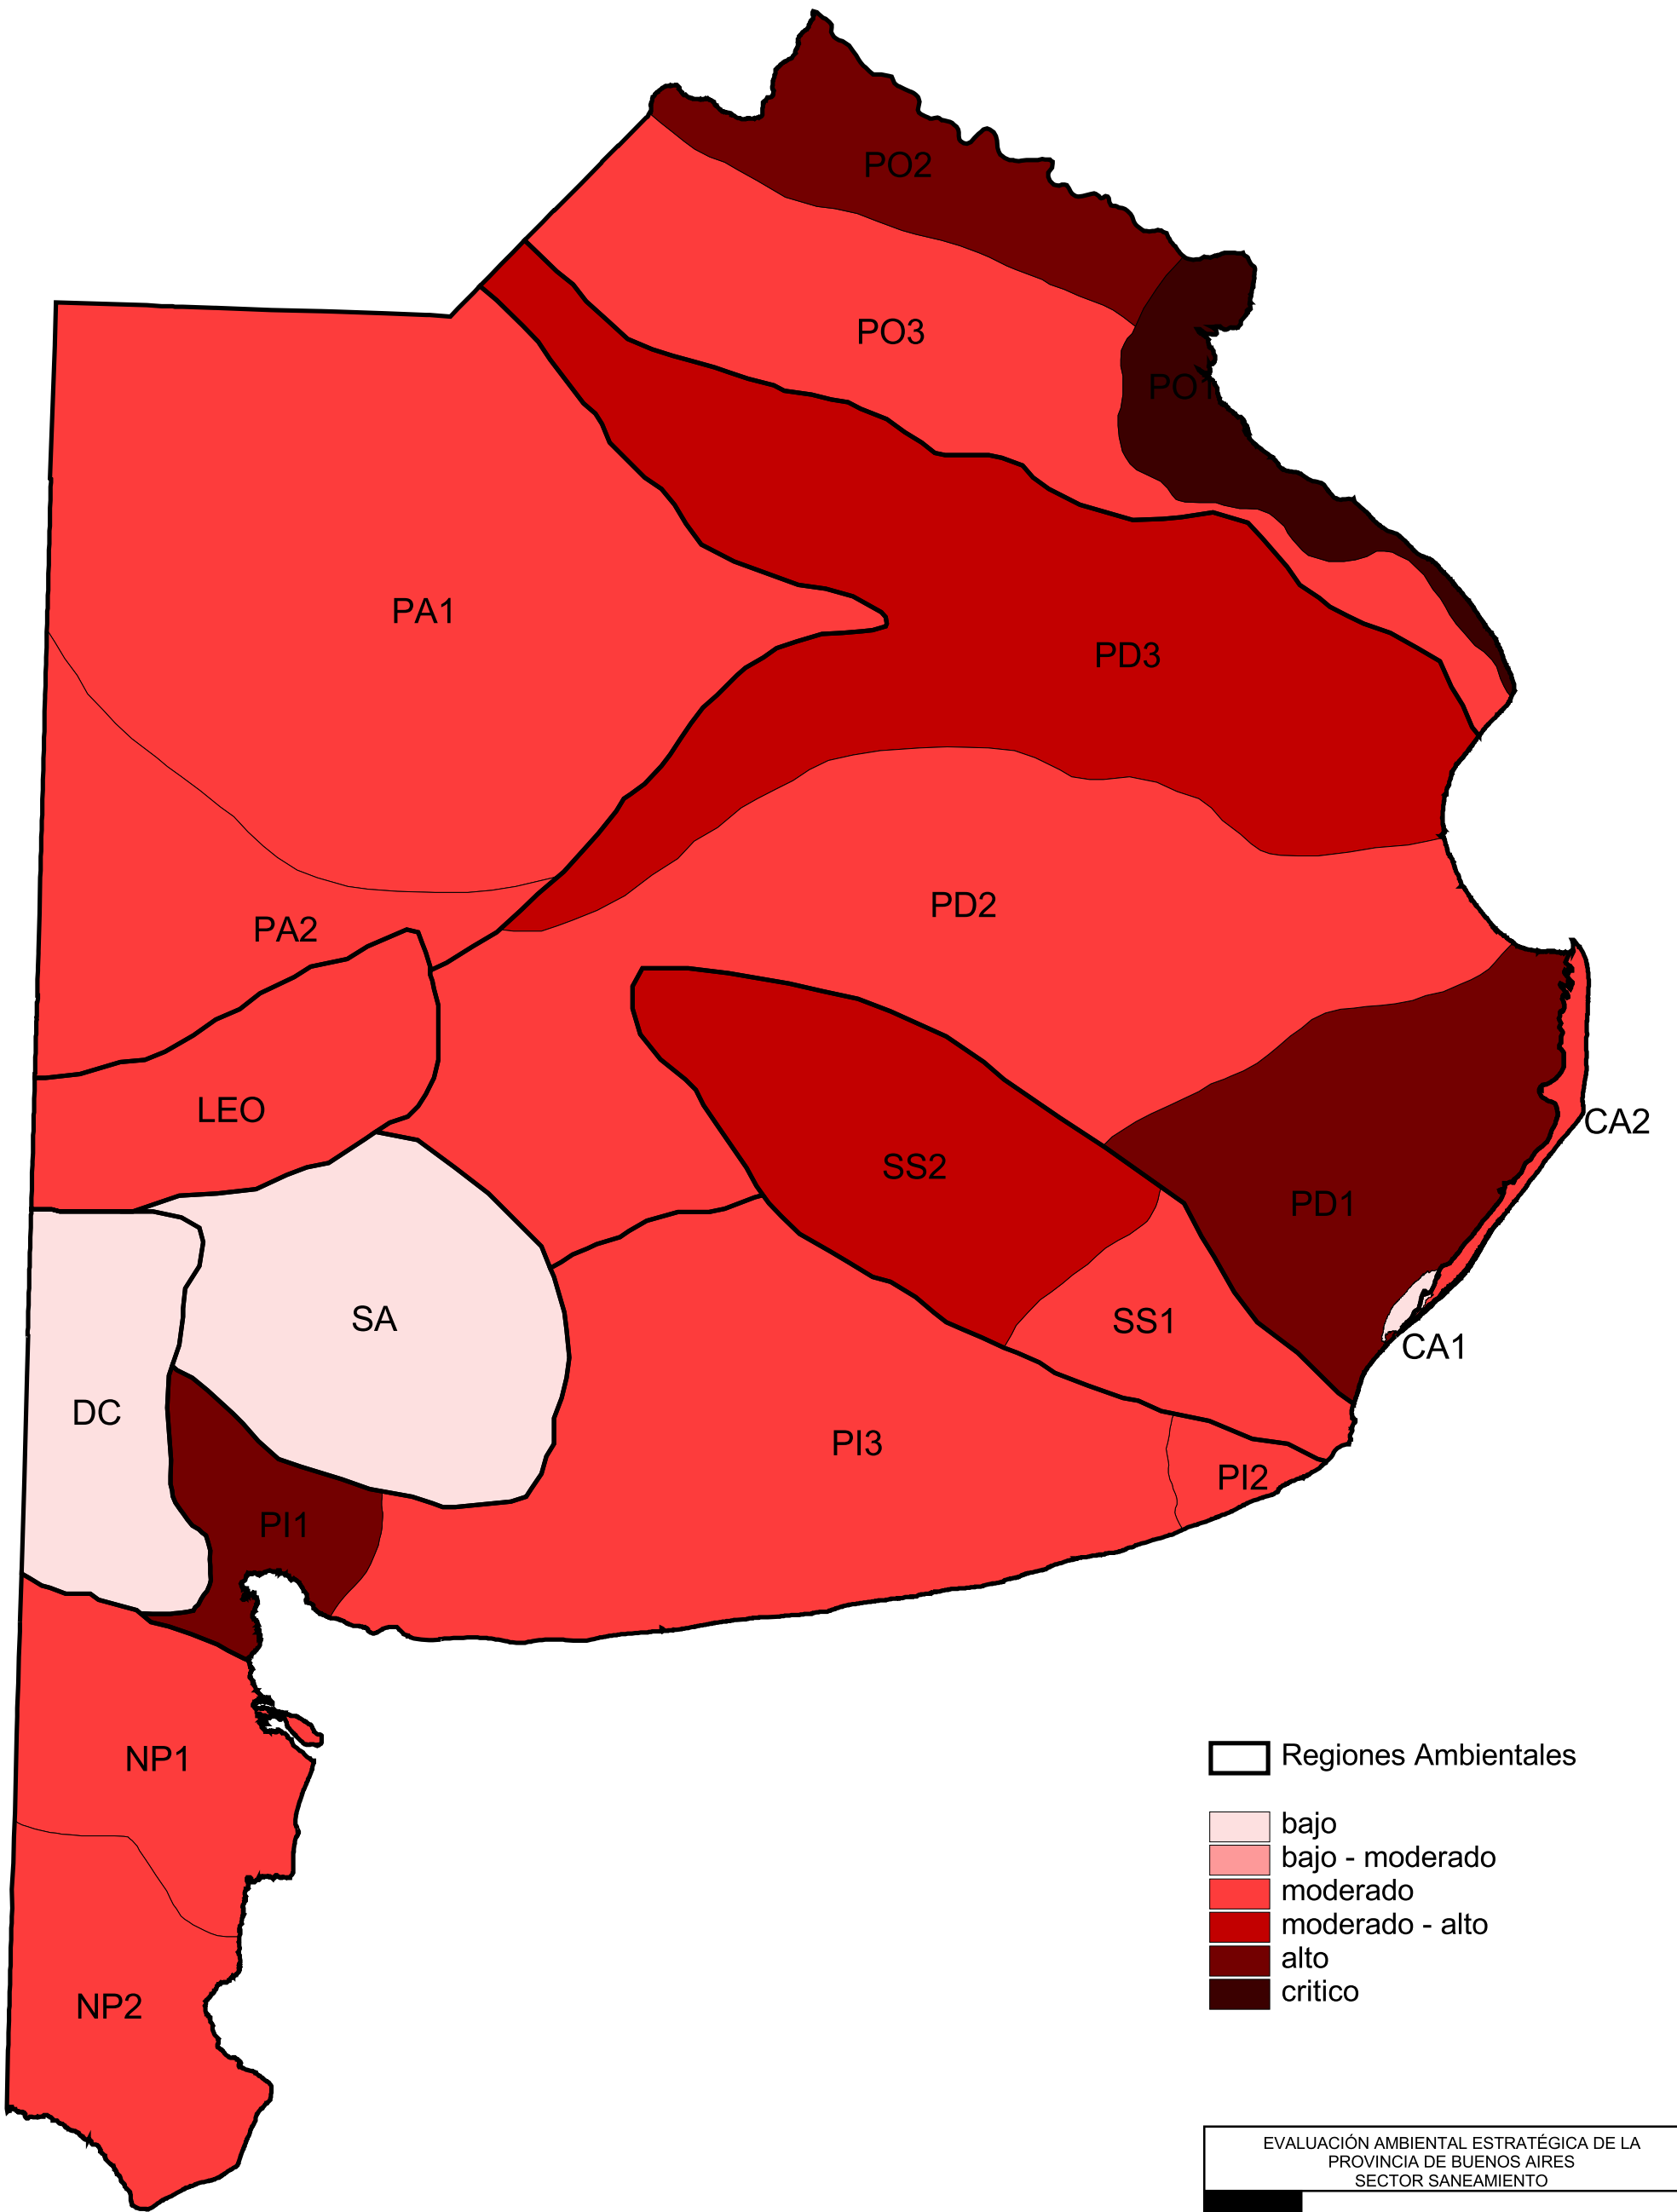 PO2
PO3
PO1
PA1
PD3
PD2
PA2
LEO
CA2
SS2
PD1
SA
SS1
CA1
DC
PI3
PI2
PI1
NP1
Regiones Ambientales
bajo
bajo - moderado
moderado
moderado - alto
alto
critico
NP2
EVALUACIÓN AMBIENTAL ESTRATÉGICA DE LA
PROVINCIA DE BUENOS AIRES
SECTOR SANEAMIENTO